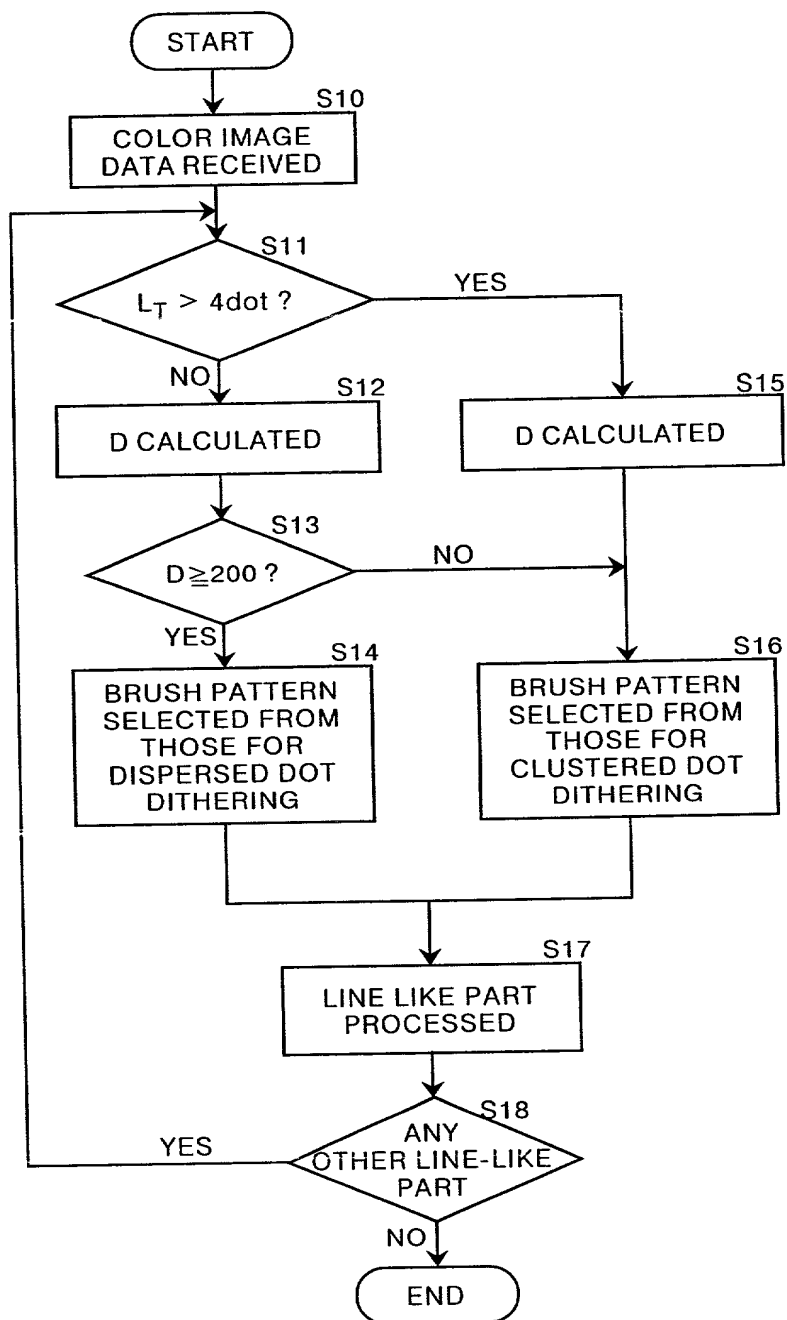 START
S10
COLOR IMAGE
DATA RECEIVED
S11
L_T > 4dot ?
YES
NO
S12
D CALCULATED
S15
D CALCULATED
S13
D≧200 ?
NO
YES
S14
BRUSH PATTERN
SELECTED FROM
THOSE FOR
DISPERSED DOT
DITHERING
S16
BRUSH PATTERN
SELECTED FROM
THOSE FOR
CLUSTERED DOT
DITHERING
S17
LINE LIKE PART
PROCESSED
S18
ANY
OTHER LINE-LIKE
PART
YES
NO
END